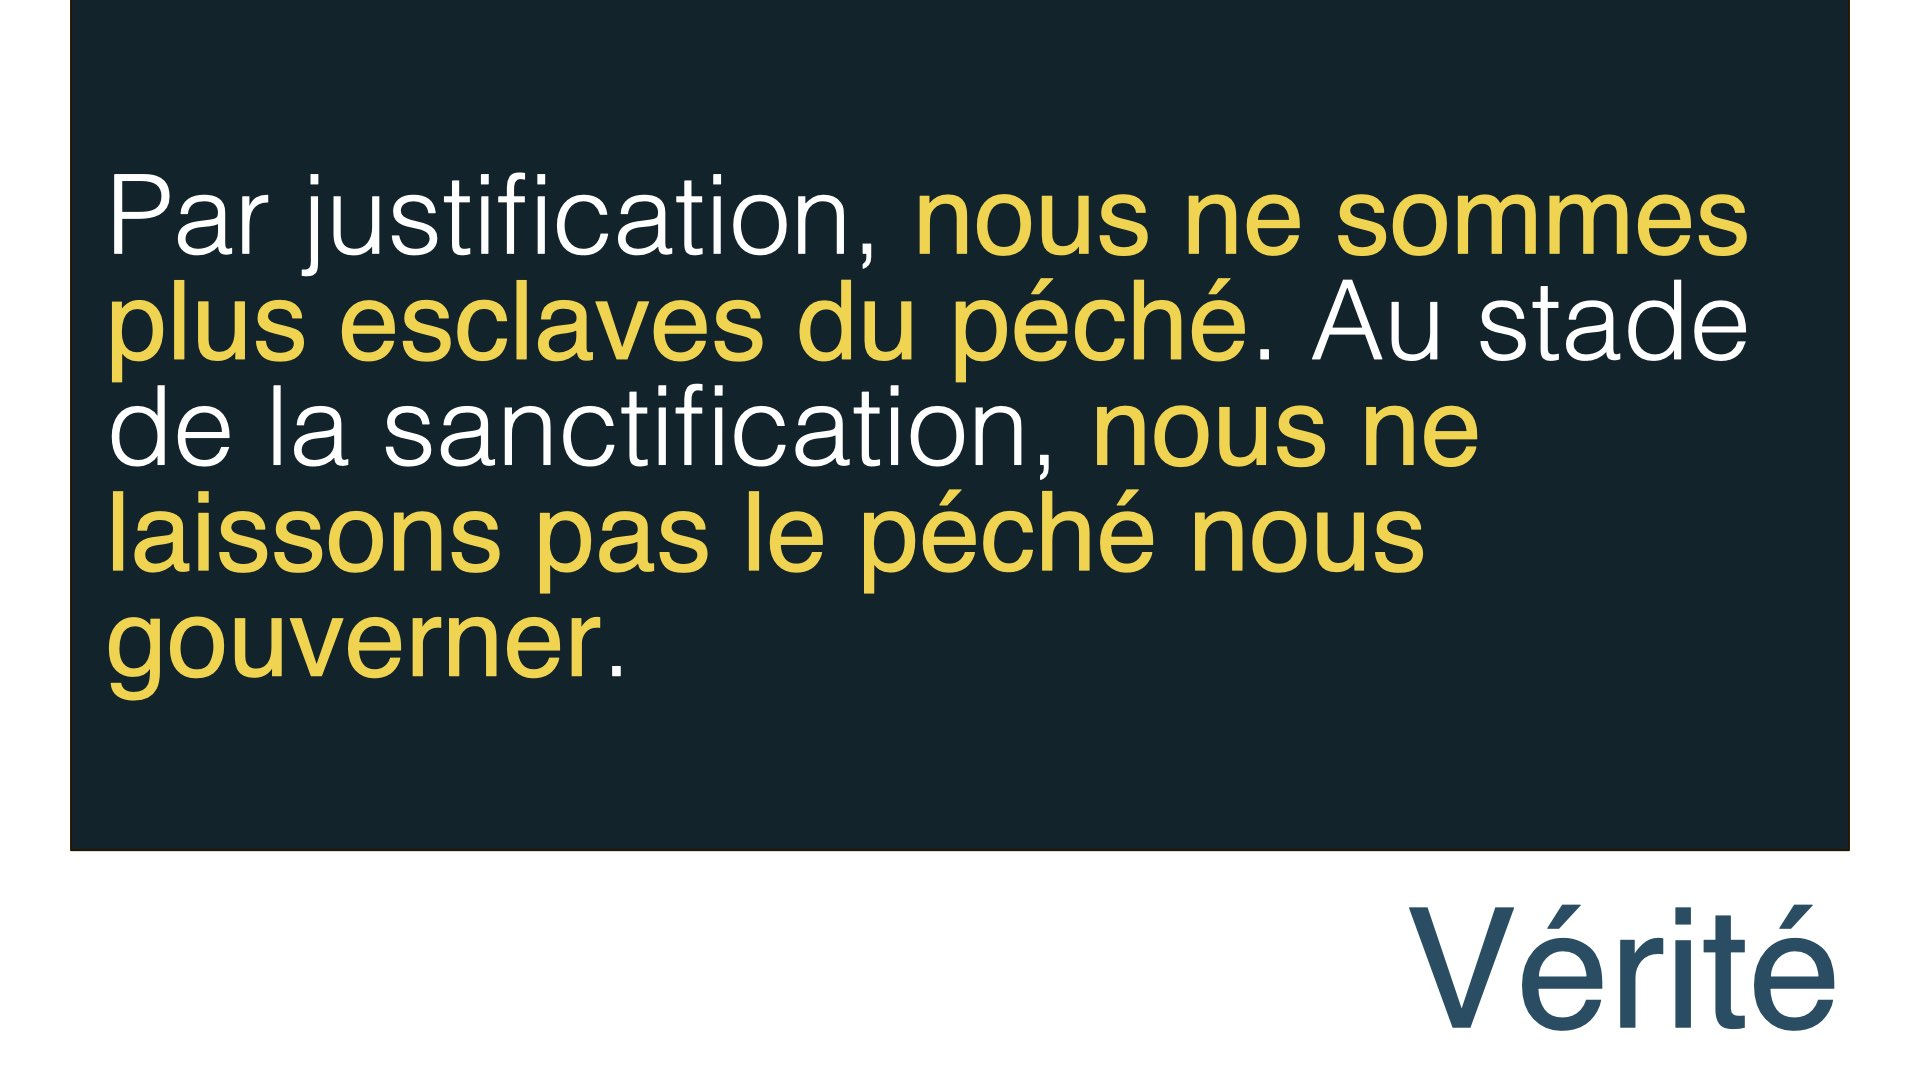 Par justification, nous ne sommes
plus esclaves du péché. Au stade
de la sanctification, nous ne
laissons pas le péché nous
gouverner.
Vérité